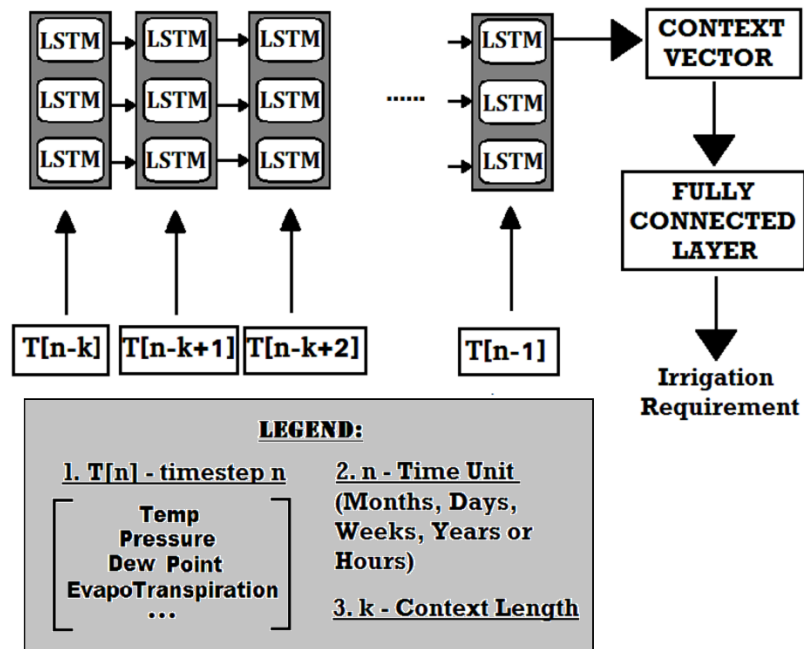 LSTM LSTM LSTM LSTM
LSTM LSTM LSTM LSTM
LSTM LSTM LSTM LSTM
......
CONTEXT
VECTOR
FULLY
CONNECTED
LAYER
Irrigation
Requirement
T[n-k] T[n-k+1] T[n-k+2] T[n-1]
LEGEND:
1. T[n] - timestep n
Temp
Pressure
Dew Point
EvapoTranspiration
...
2. n - Time Unit
(Months, Days,
Weeks, Years or
Hours)
3. k - Context Length